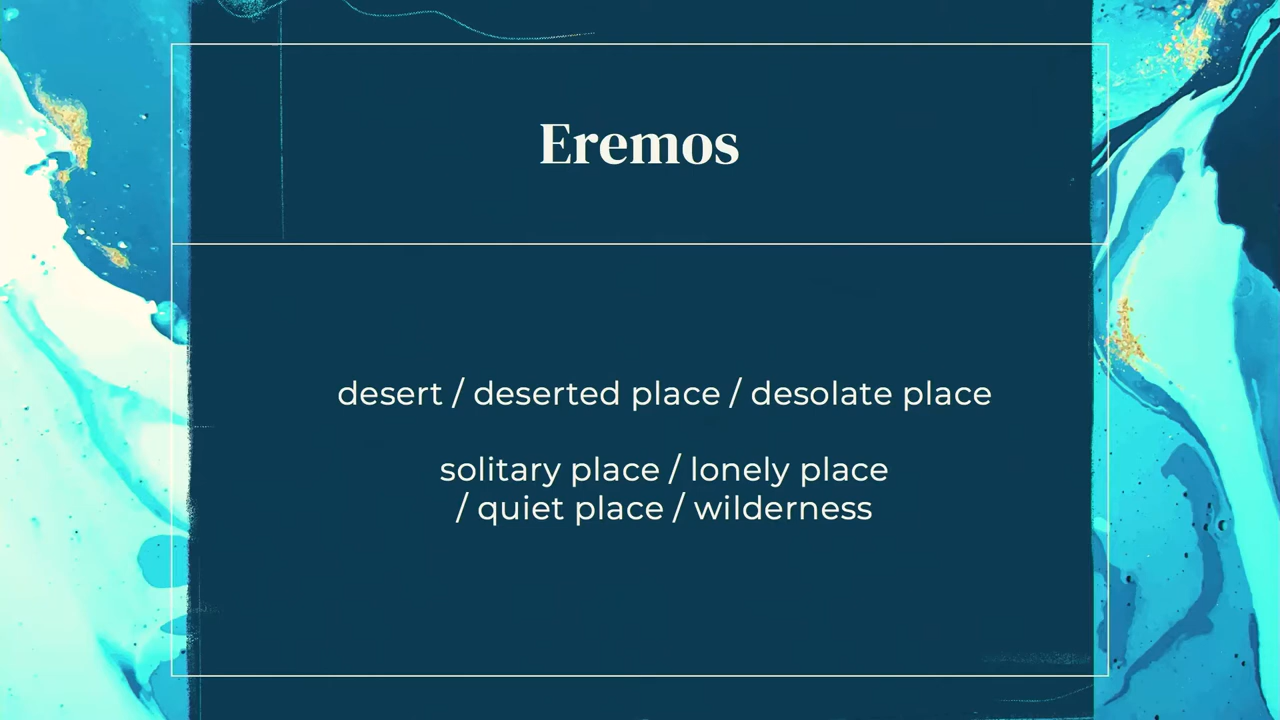 Eremos
desert / deserted place / desolate place
solitary place / lonely place
/ quiet place / wilderness